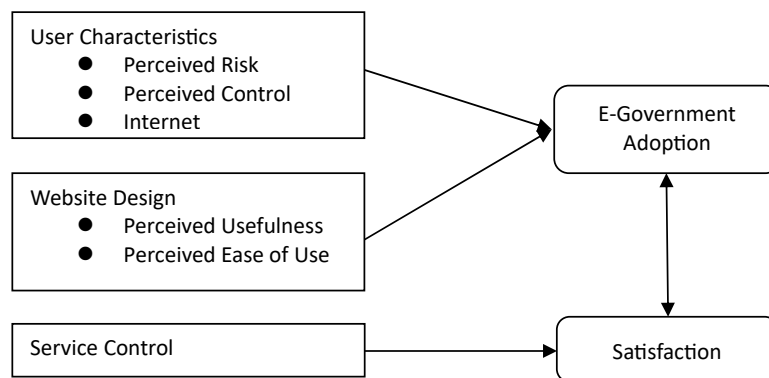 User Characteristics
● Perceived Risk
● Perceived Control
● Internet
E-Government
Adoption
Website Design
● Perceived Usefulness
● Perceived Ease of Use
Service Control
Satisfaction